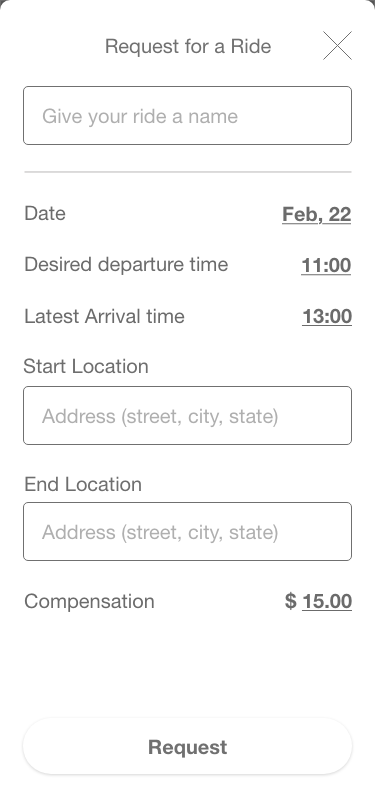 Request for a Ride
Give your ride a name
Date Feb, 22
Desired departure time 11:00
Latest Arrival time 13:00
Start Location
Address (street, city, state)
End Location
Address (street, city, state)
Compensation $ 15.00
Request